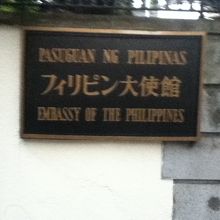 PASUGUAN NG PILIPINAS
フィリピン大使館
EMBASSY OF THE PHILIPPINES